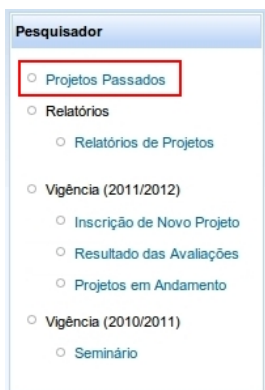 Pesquisador
Projetos Passados
Relatórios
Relatórios de Projetos
Vigência (2011/2012)
Inscrição de Novo Projeto
Resultado das Avaliações
Projetos em Andamento
Vigência (2010/2011)
Seminário